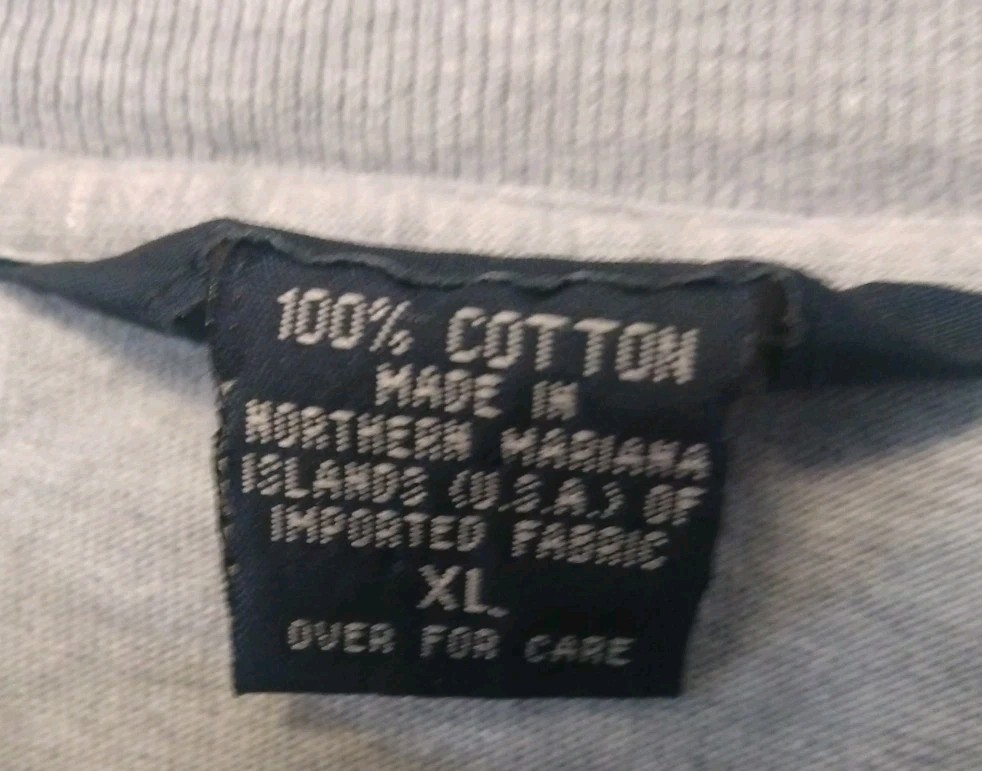 100% COTTON
MADE IN
NORTHERN MARIANA
ISLANDS (U.S.A.) OF
IMPORTED FABRIC
XL
OVER FOR CARE